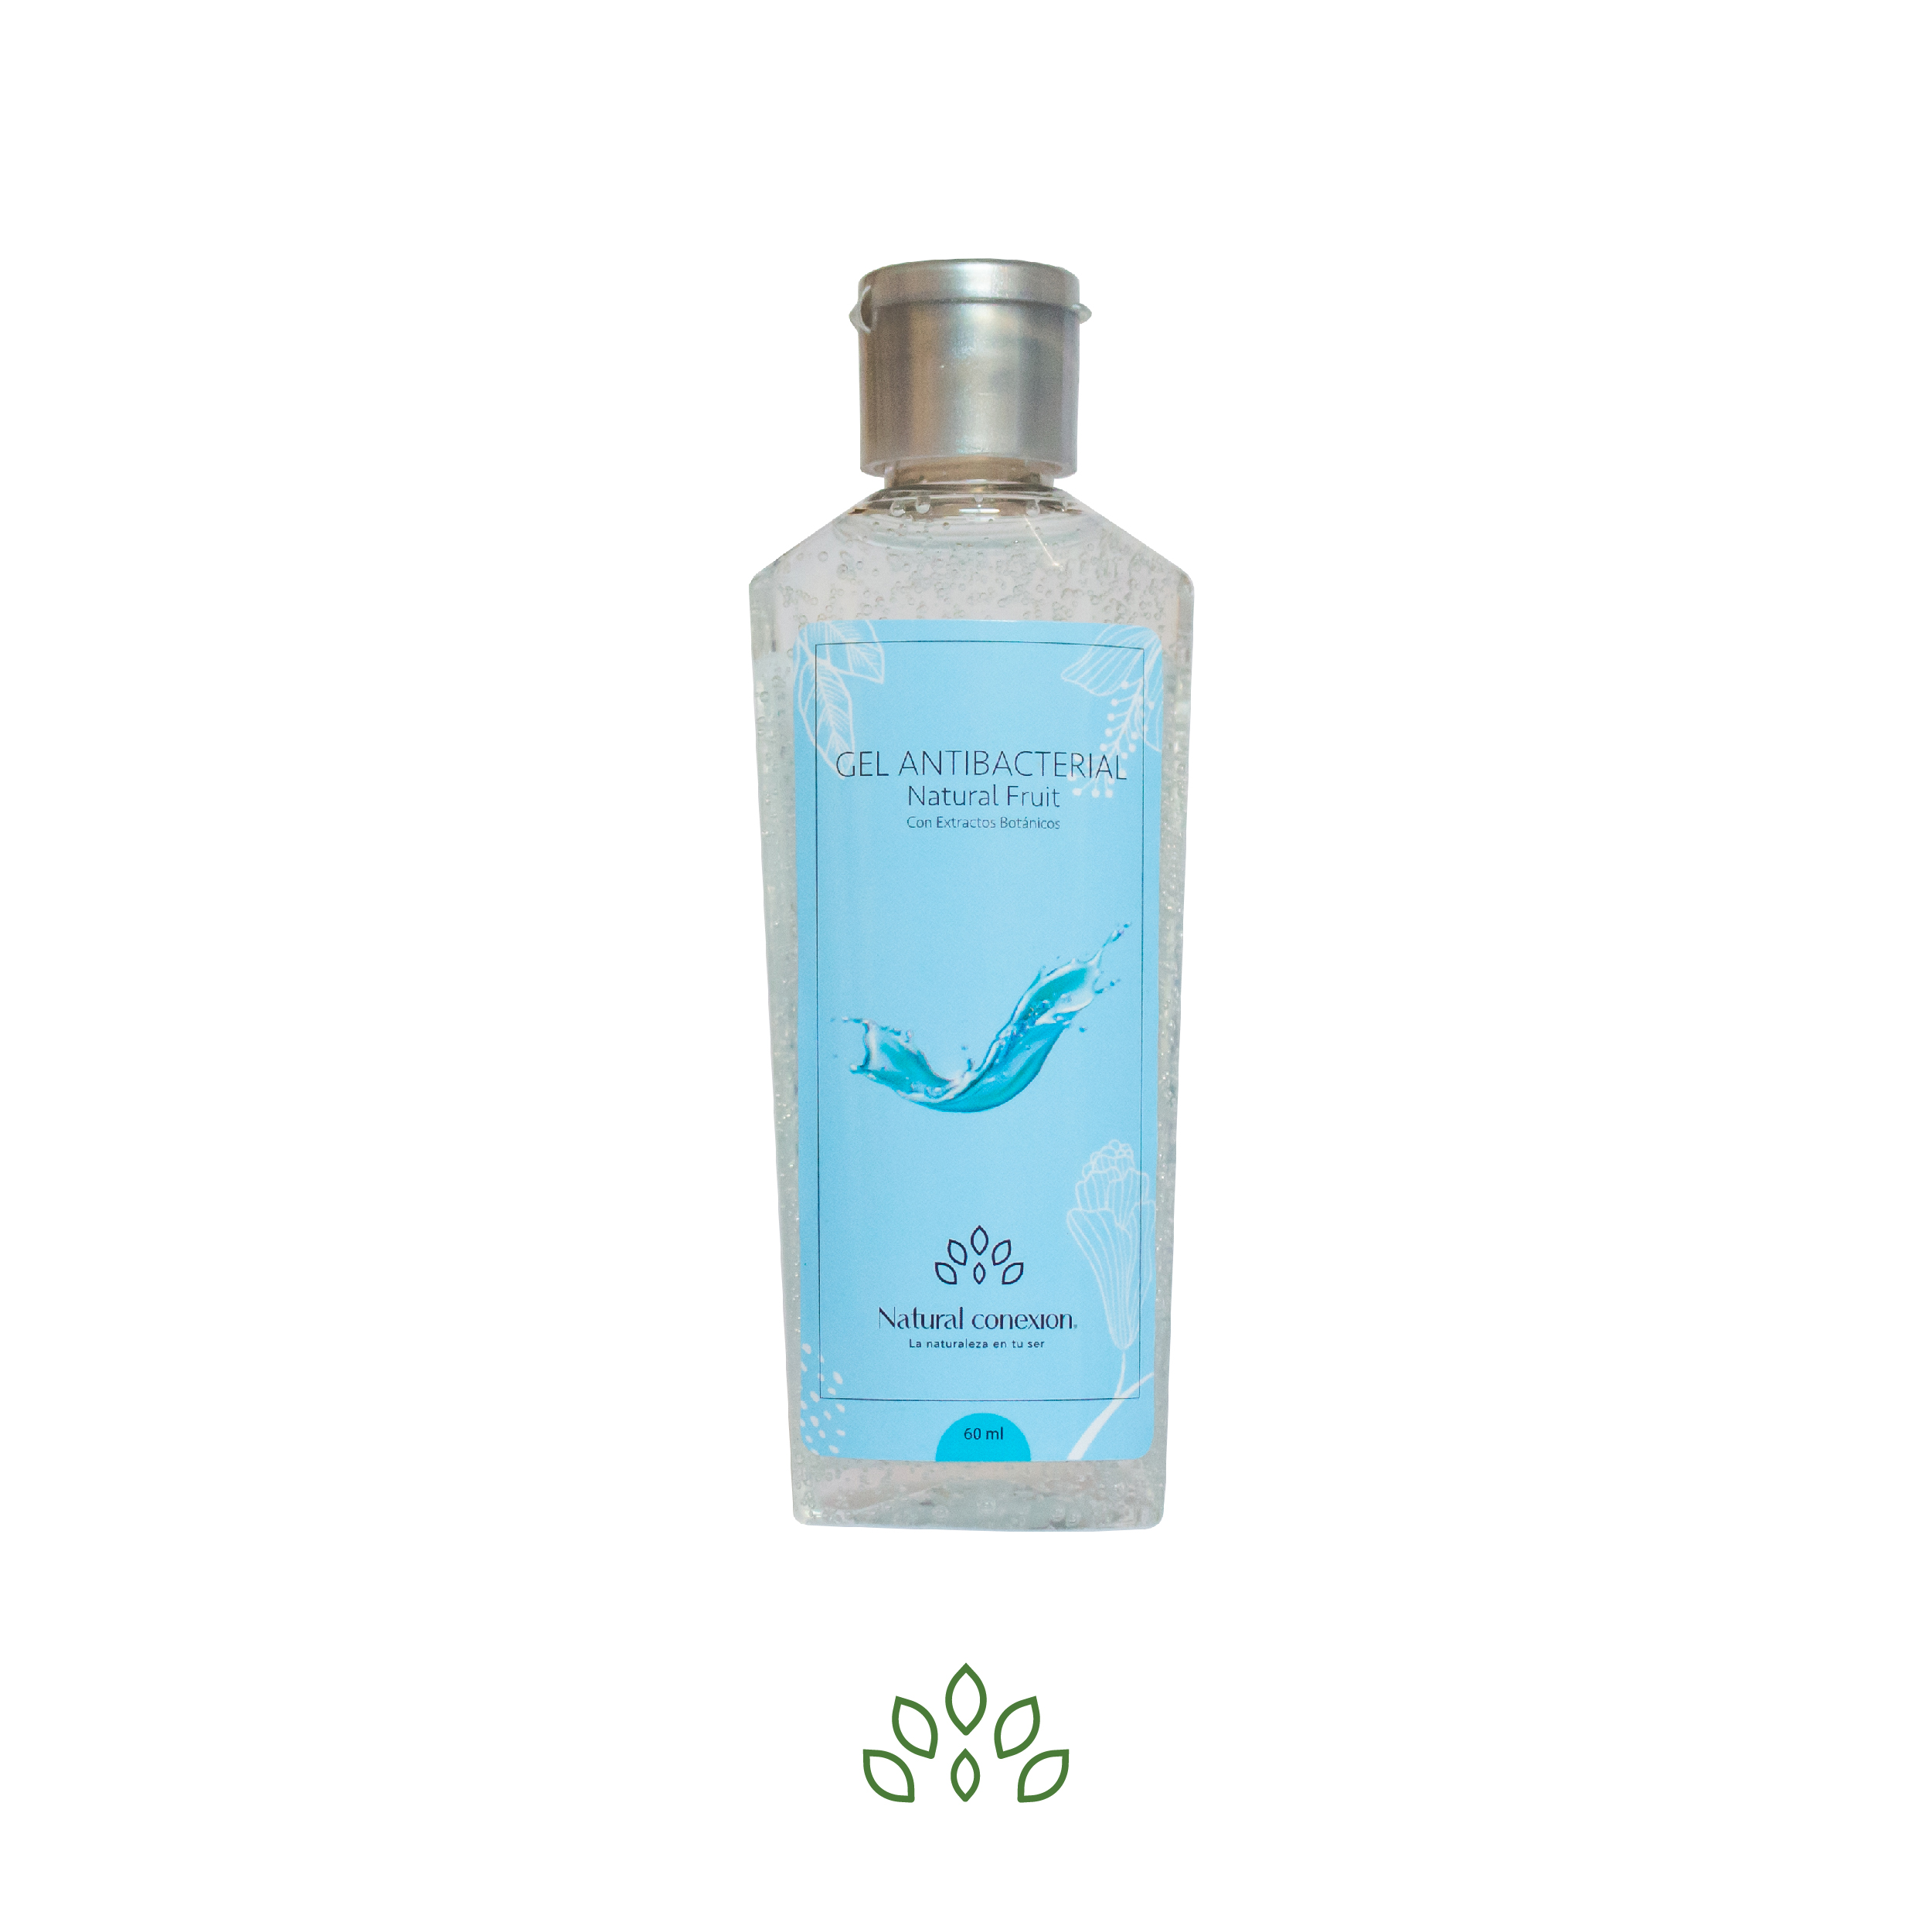 GEL ANTIBACTERIAL
Natural Fruit
Con Extractos Botánicos
Natural conexion®
La naturaleza en tu ser
60 ml